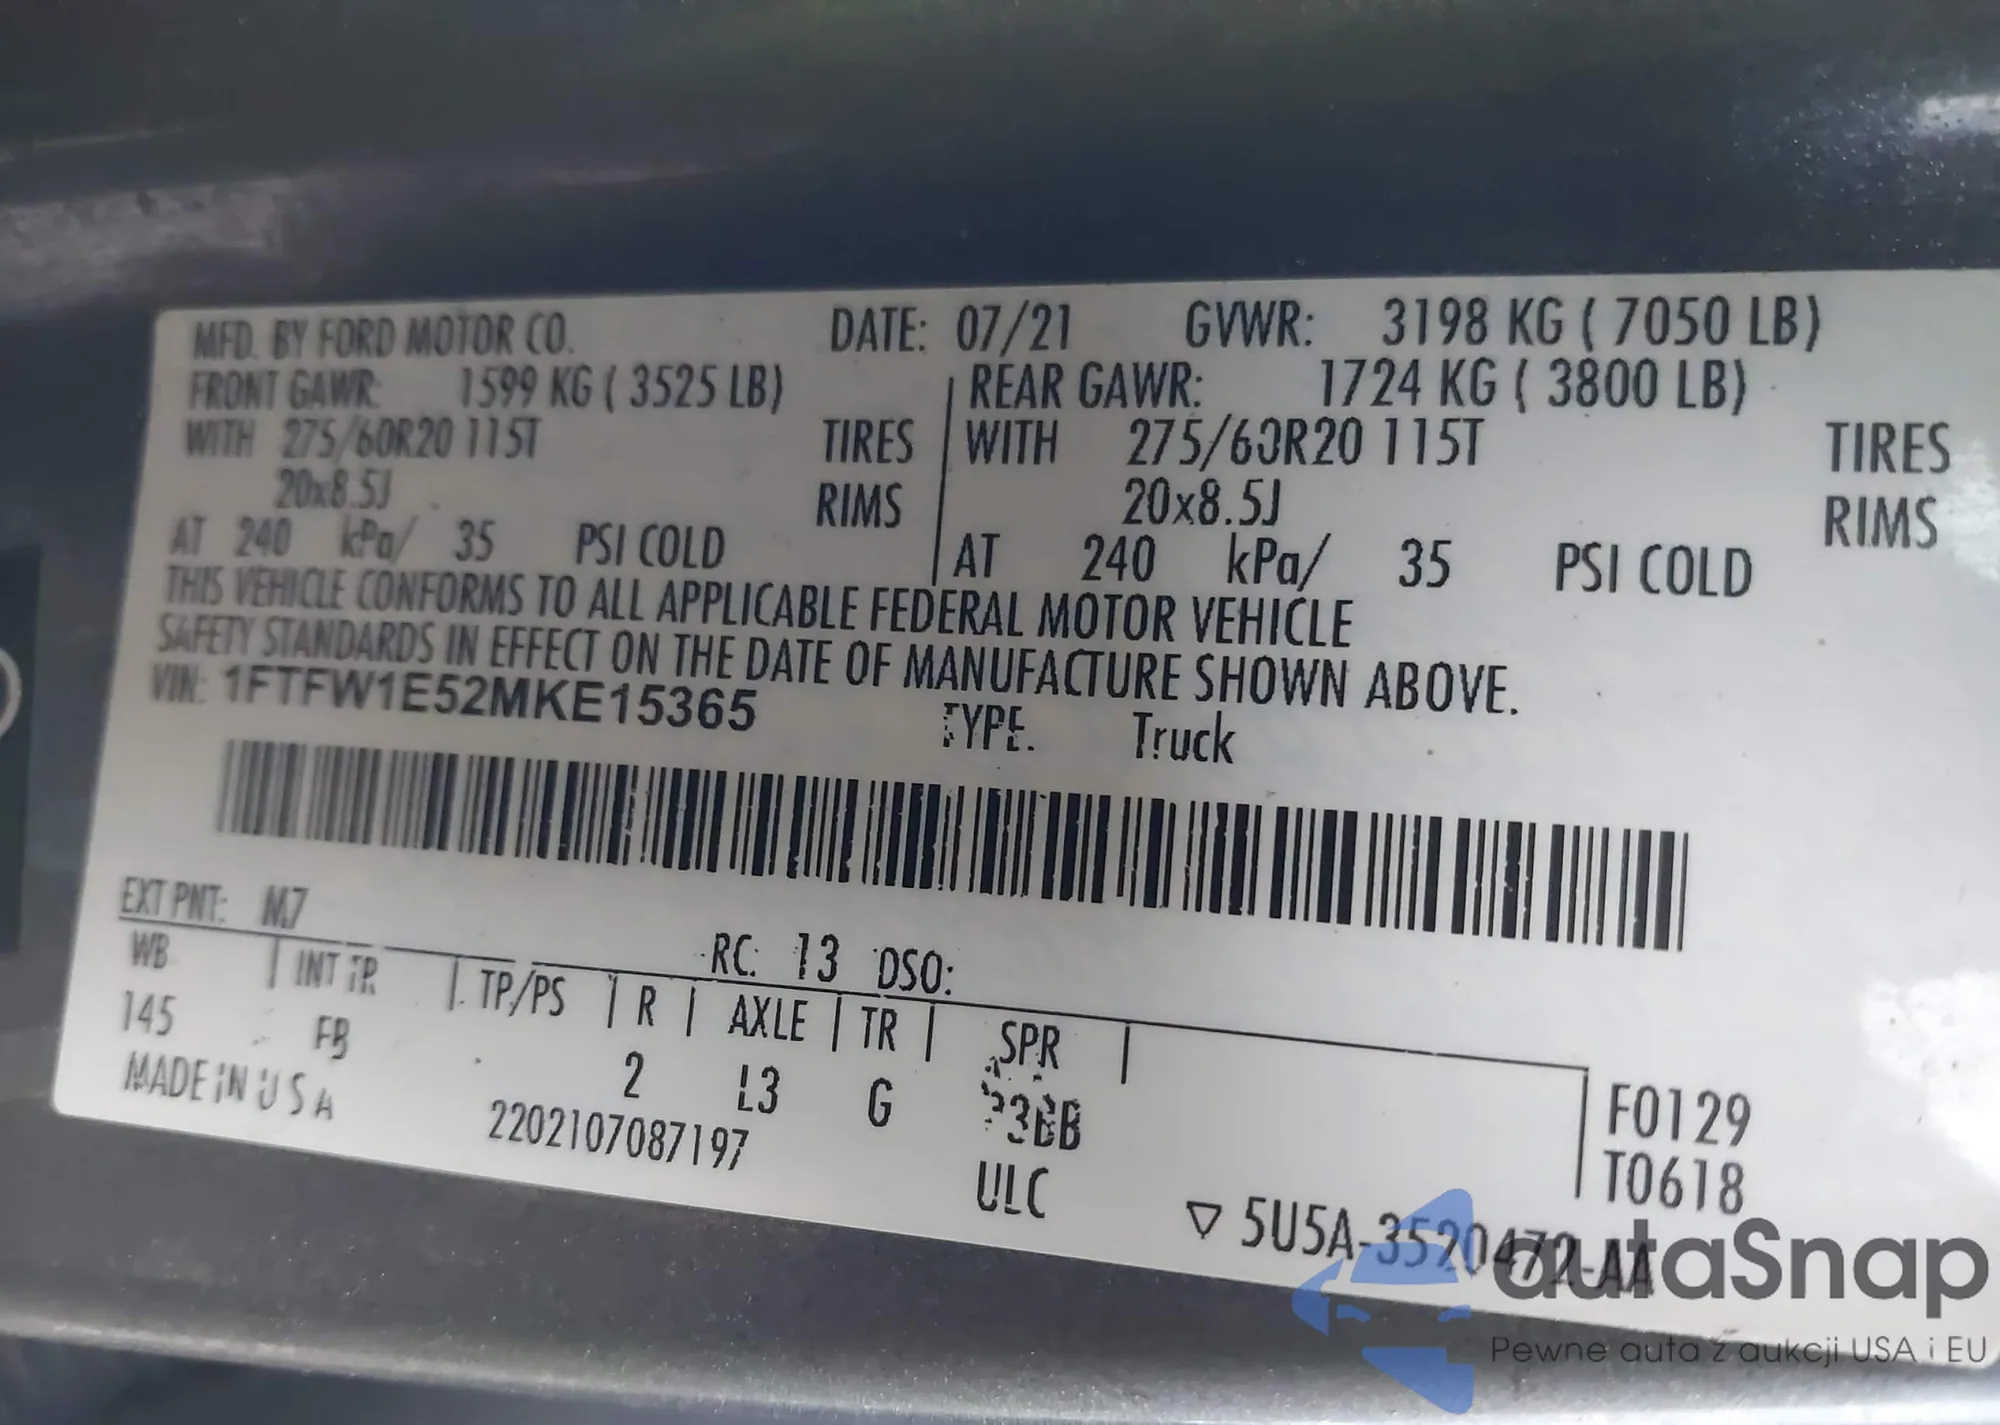 MFD. BY FORD MOTOR CO. DATE: 07/21 GVWR: 3198 KG ( 7050 LB)
FRONT GAWR: 1599 KG ( 3525 LB) REAR GAWR: 1724 KG ( 3800 LB)
WITH 275/60R20 115T TIRES WITH 275/60R20 115T TIRES
20x8.5J RIMS 20x8.5J RIMS
AT 240 kPa/ 35 PSI COLD AT 240 kPa/ 35 PSI COLD
THIS VEHICLE CONFORMS TO ALL APPLICABLE FEDERAL MOTOR VEHICLE
SAFETY STANDARDS IN EFFECT ON THE DATE OF MANUFACTURE SHOWN ABOVE.
VIN: 1FTFW1E52MKE15365 TYPE: Truck
EXT PNT: M7 RC: 13 DSO:
WB INT TR TP/PS R AXLE TR SPR
145 FB 2 L3 G
F0129
MADE IN U S A 2202107087197 ULC T0618
▽ 5U5A-3520472-AA
autaSnap
Pewne auta z aukcji USA i EU